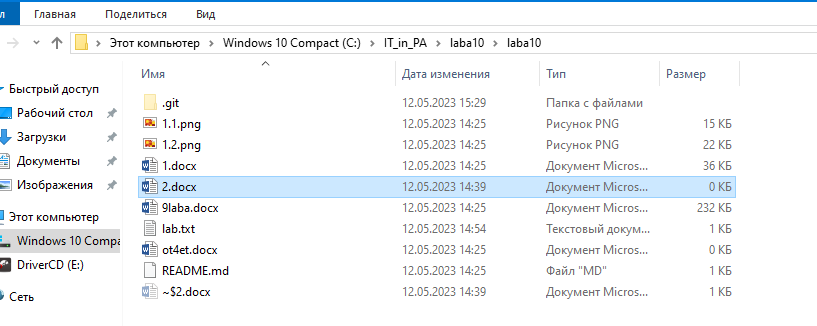 Главная Поделиться Вид
Этот компьютер Windows 10 Compact (C:) IT_in_PA laba10 laba10
Имя Дата изменения Тип Размер
Быстрый доступ
Рабочий стол
Загрузки
Документы
Изображения
Этот компьютер
Windows 10 Compa
DriverCD (E:)
Сеть
.git 12.05.2023 15:29 Папка с файлами
1.1.png 12.05.2023 14:25 Рисунок PNG 15 КБ
1.2.png 12.05.2023 14:25 Рисунок PNG 22 КБ
1.docx 12.05.2023 14:25 Документ Micros... 36 КБ
2.docx 12.05.2023 14:39 Документ Micros... 0 КБ
9laba.docx 12.05.2023 14:25 Документ Micros... 232 КБ
lab.txt 12.05.2023 14:54 Текстовый докум... 1 КБ
ot4et.docx 12.05.2023 14:25 Документ Micros... 0 КБ
README.md 12.05.2023 14:25 Файл "MD" 1 КБ
~$2.docx 12.05.2023 14:39 Документ Micros... 1 КБ